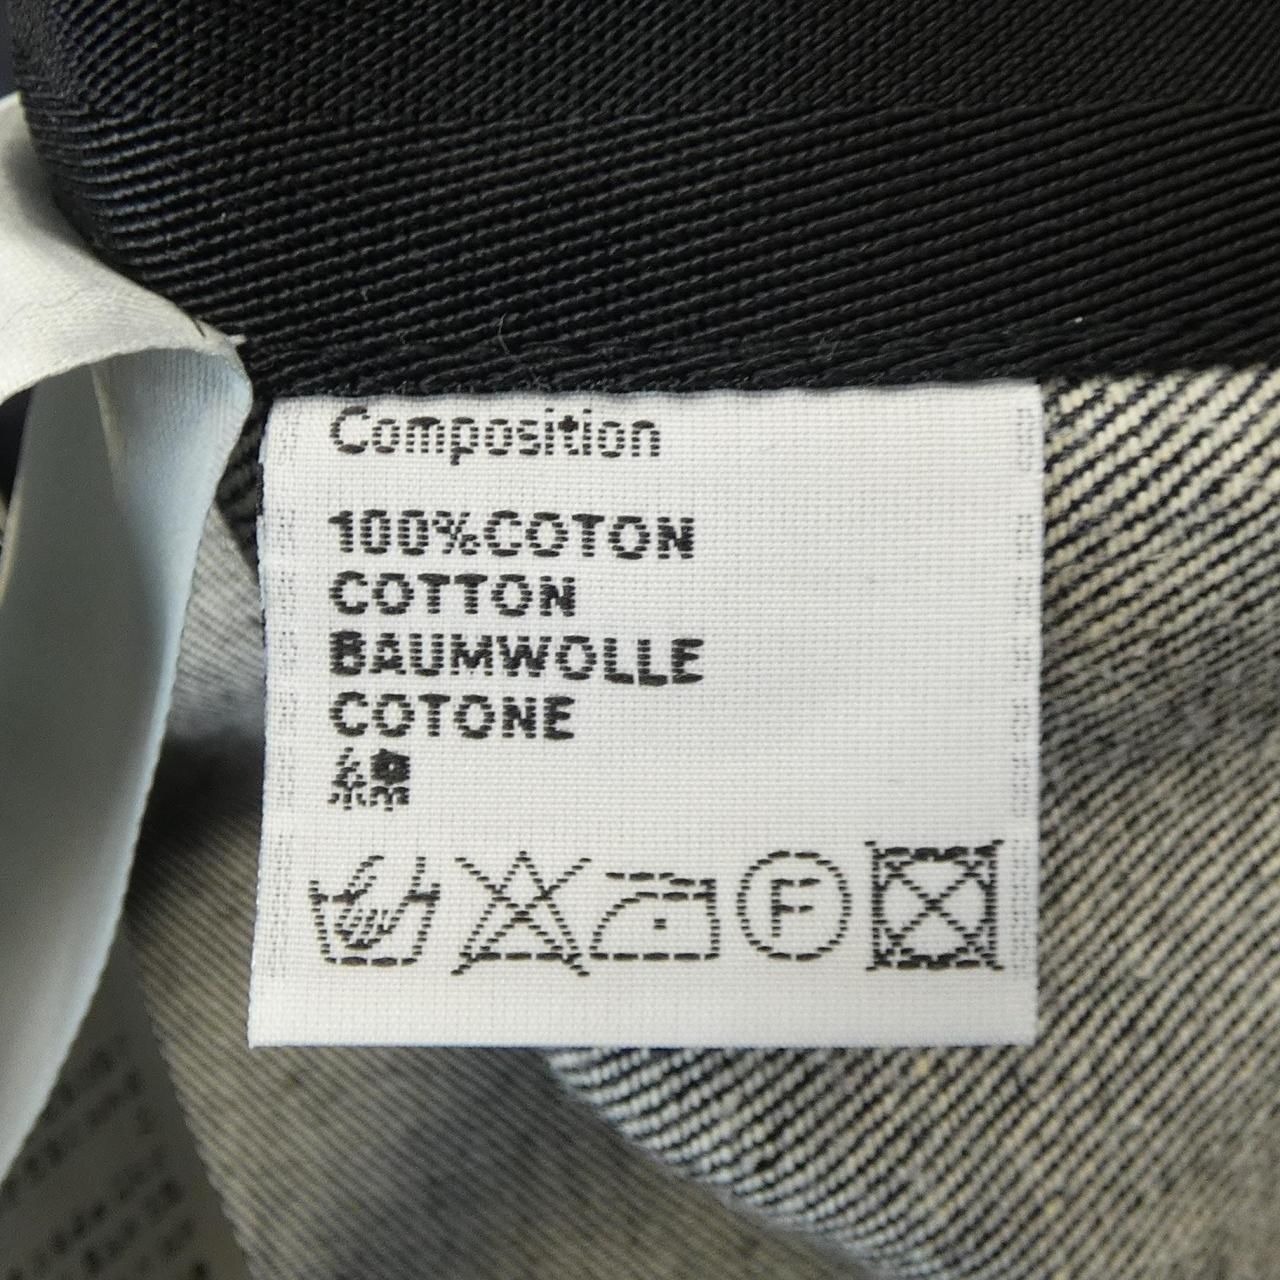 Composition
100%COTON
COTTON
BAUMWOLLE
COTONE
綿
F